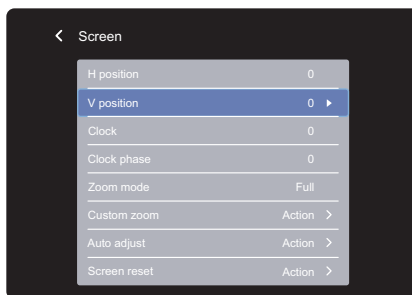 Screen
H position 0
V position 0
Clock 0
Clock phase 0
Zoom mode Full
Custom zoom Action
Auto adjust Action
Screen reset Action